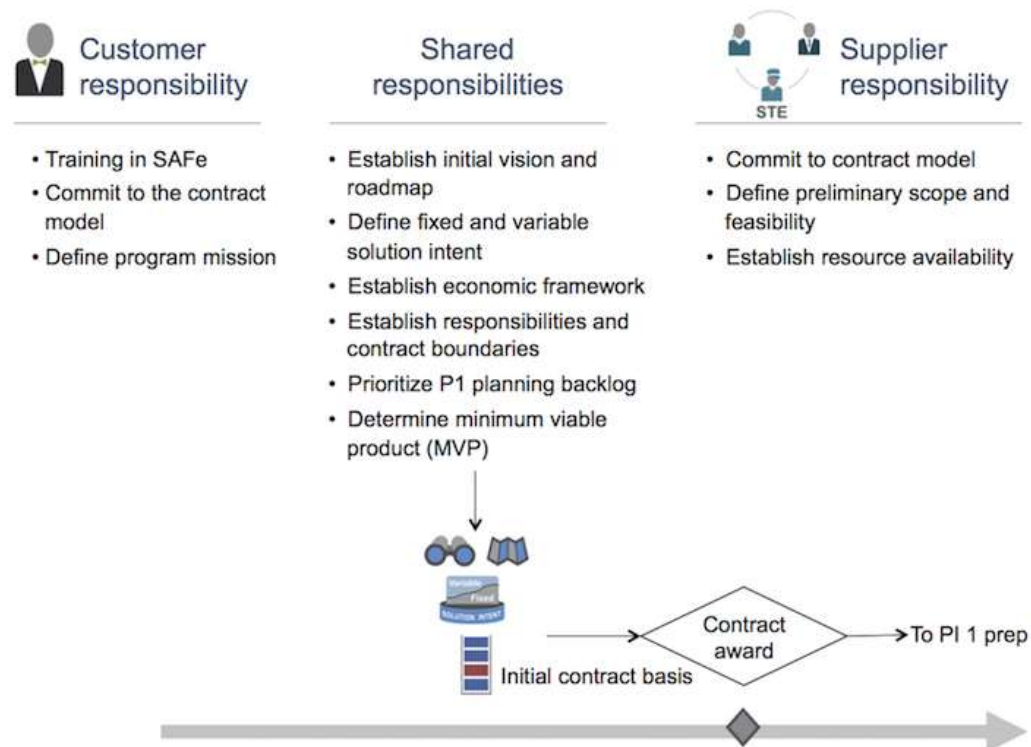 Customer
responsibility
• Training in SAFe
• Commit to the contract
model
• Define program mission
Shared
responsibilities
• Establish initial vision and
roadmap
• Define fixed and variable
solution intent
• Establish economic framework
• Establish responsibilities and
contract boundaries
• Prioritize P1 planning backlog
• Determine minimum viable
product (MVP)
STE
Supplier
responsibility
• Commit to contract model
• Define preliminary scope and
feasibility
• Establish resource availability
Variable
Fixed
SOLUTION INTENT
Initial contract basis
Contract
award
To PI 1 prep